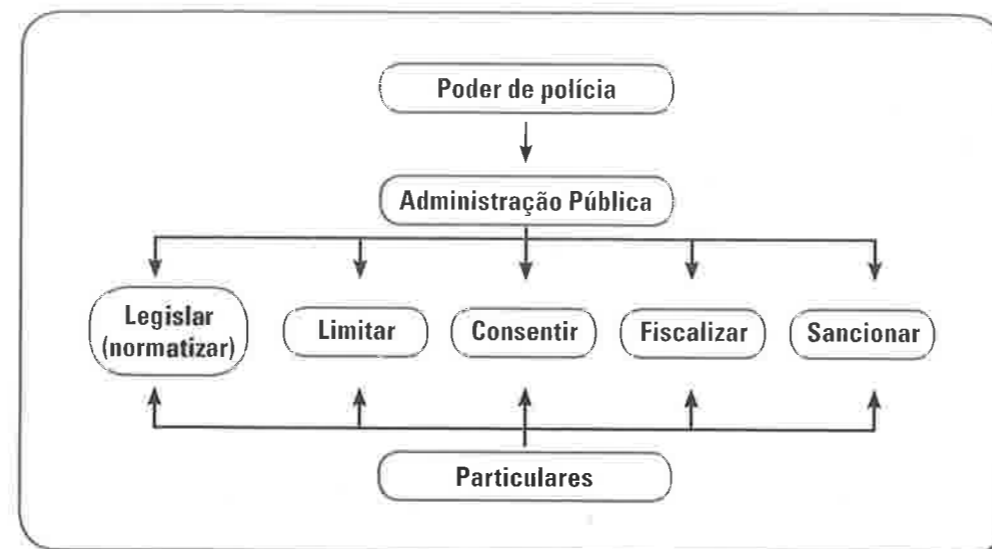 Poder de polícia
Administração Pública
Legislar
(normatizar)
Limitar
Consentir
Fiscalizar
Sancionar
Particulares